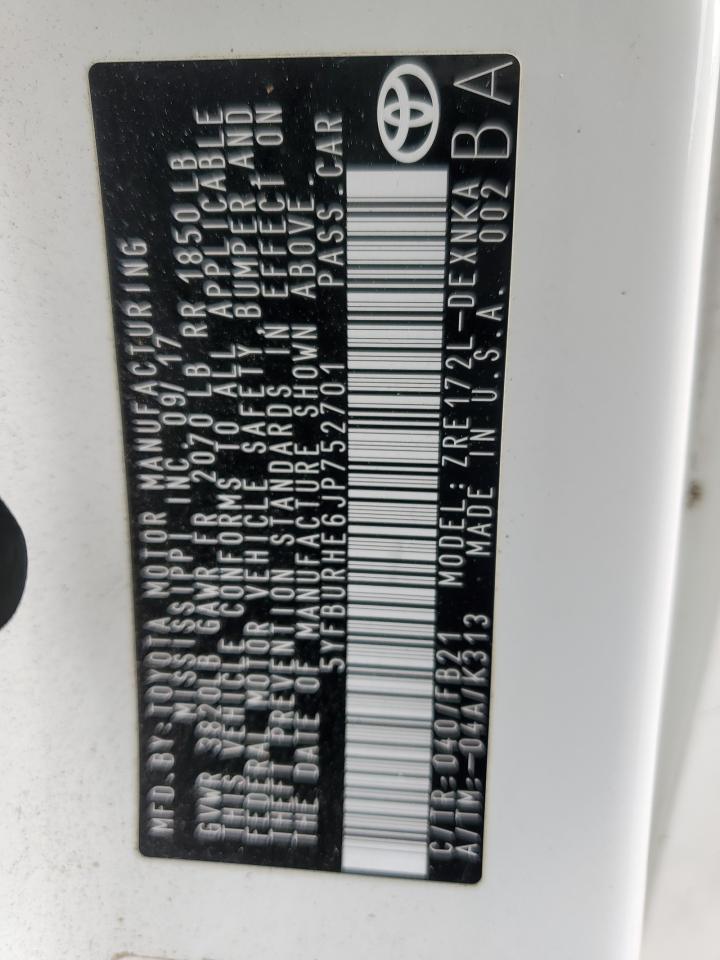 MFD.BY:TOYOTA MOTOR MANUFACTURING
MISSISSIPPI INC. 09/17
GVWR 3820LB GAWR FR 2070 LB RR 1850 LB
THIS VEHICLE CONFORMS TO ALL APPLICABLE
FEDERAL MOTOR VEHICLE SAFETY, BUMPER AND
THEFT PREVENTION STANDARDS IN EFFECT ON
THE DATE OF MANUFACTURE SHOWN ABOVE.
5YFBURHE6JP752701 PASS.CAR
C/TR:040/FB21 MODEL:ZRE172L-DEXNKA
A/TM:-04A/K313 MADE IN U.S.A. 002 BA